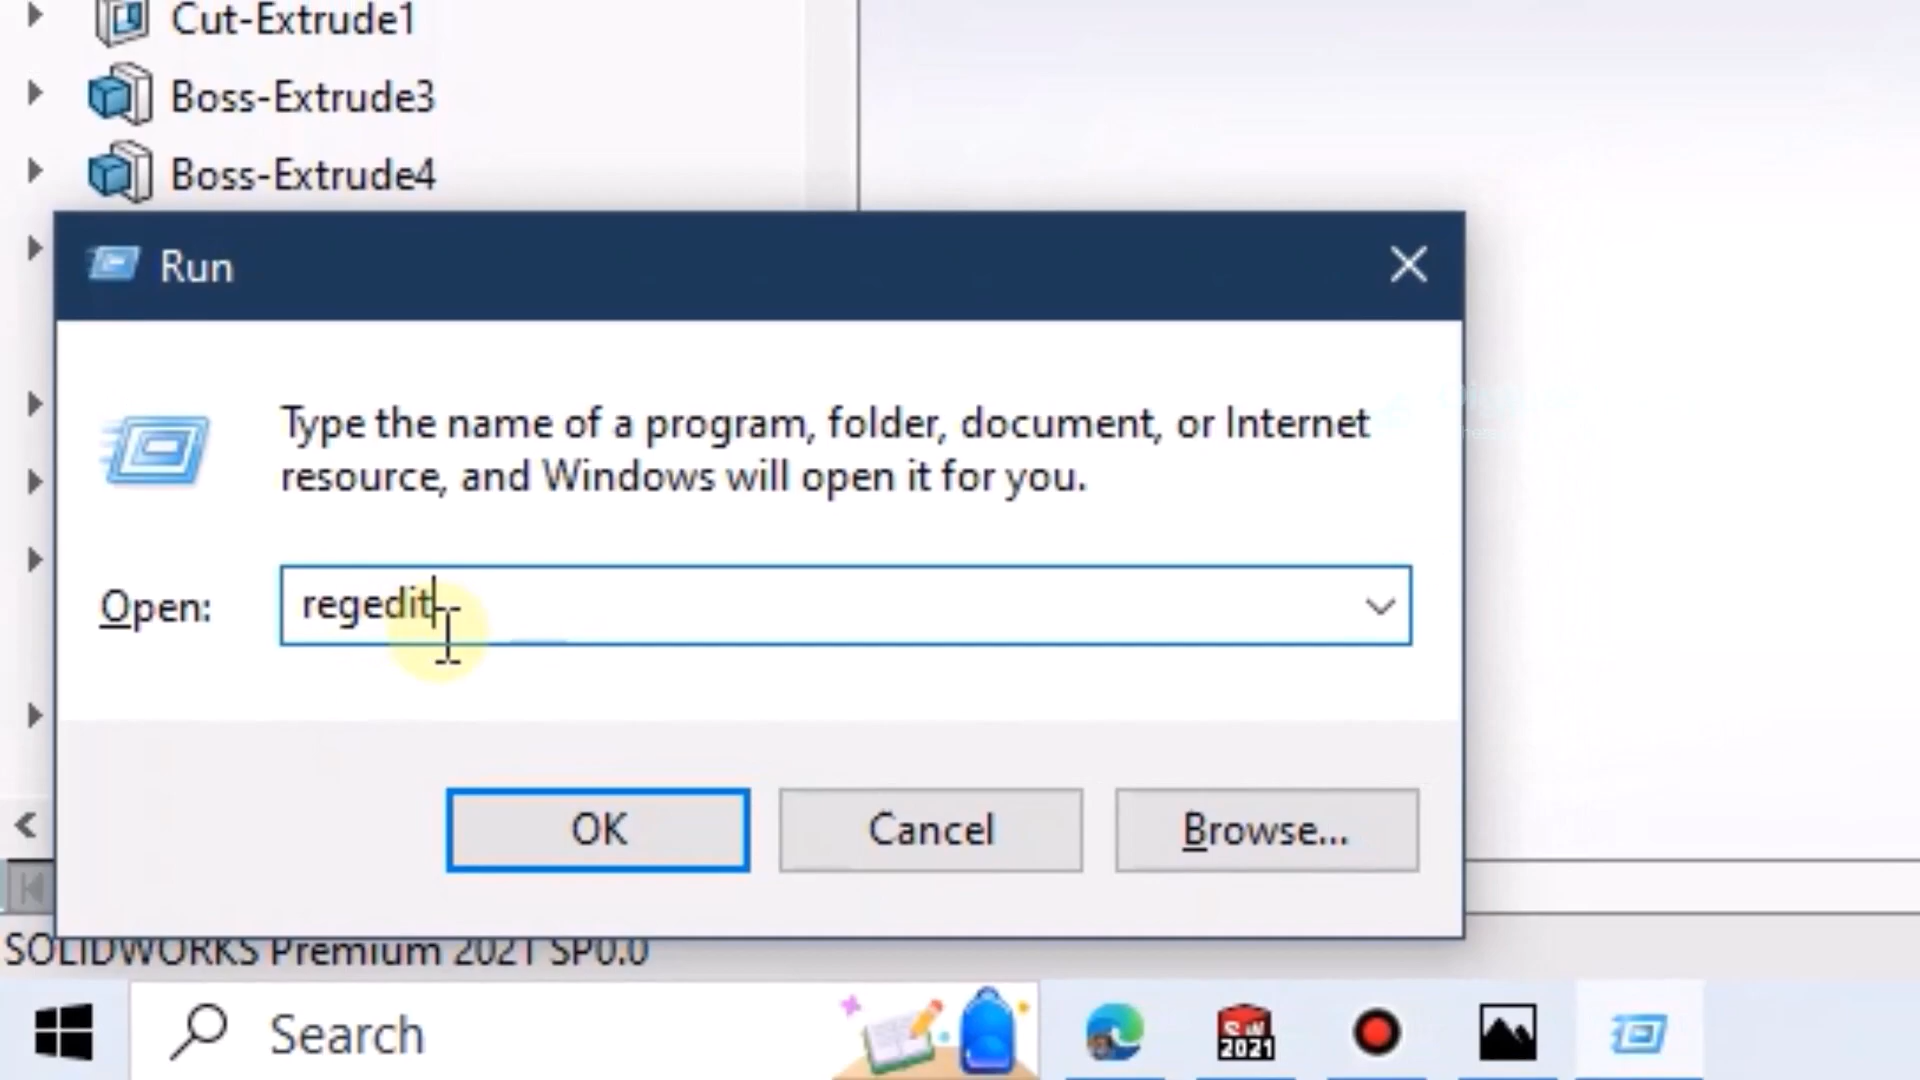 Cut-Extrude1
Boss-Extrude3
Boss-Extrude4
Run
Type the name of a program, folder, document, or Internet
resource, and Windows will open it for you.
Open:
regedit
OK
Cancel
Browse...
SOLIDWORKS Premium 2021 SP0.0
Search
SW
2021